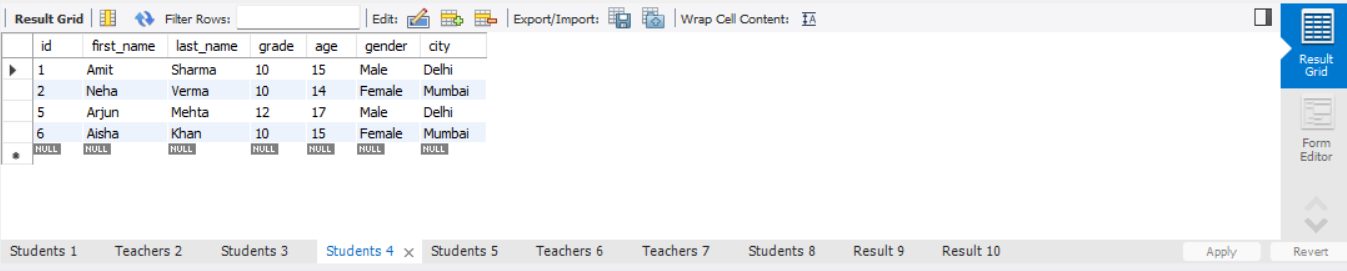 Result Grid Filter Rows: Edit: Export/Import: Wrap Cell Content: IA
id first_name last_name grade age gender city
1 Amit Sharma 10 15 Male Delhi
2 Neha Verma 10 14 Female Mumbai
5 Arjun Mehta 12 17 Male Delhi
6 Aisha Khan 10 15 Female Mumbai
NULL NULL NULL NULL NULL NULL NULL
Result
Grid
Form
Editor
Students 1 Teachers 2 Students 3 Students 4 × Students 5 Teachers 6 Teachers 7 Students 8 Result 9 Result 10 Apply Revert